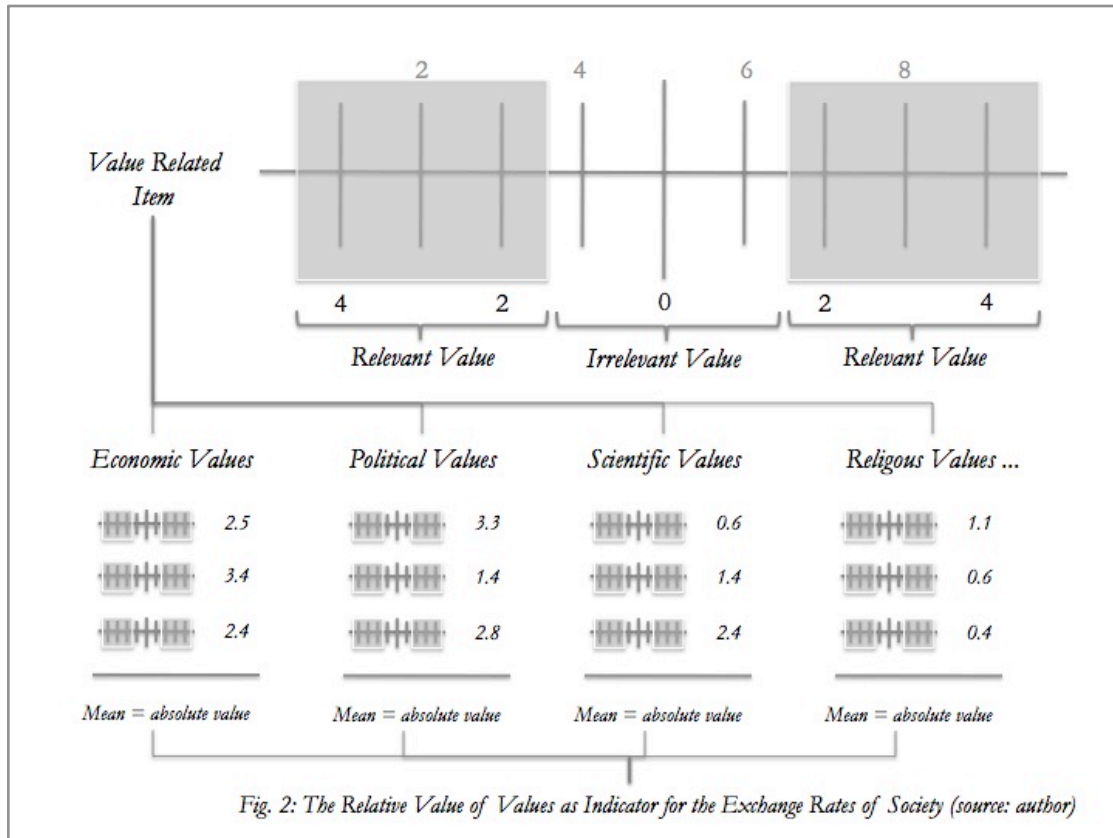 2 4 6 8
Value Related
Item
4 2 0 2 4
Relevant Value Irrelevant Value Relevant Value
Economic Values Political Values Scientific Values Religous Values ...
2.5 3.3 0.6 1.1
3.4 1.4 1.4 0.6
2.4 2.8 2.4 0.4
Mean = absolute value Mean = absolute value Mean = absolute value Mean = absolute value
Fig. 2: The Relative Value of Values as Indicator for the Exchange Rates of Society (source: author)